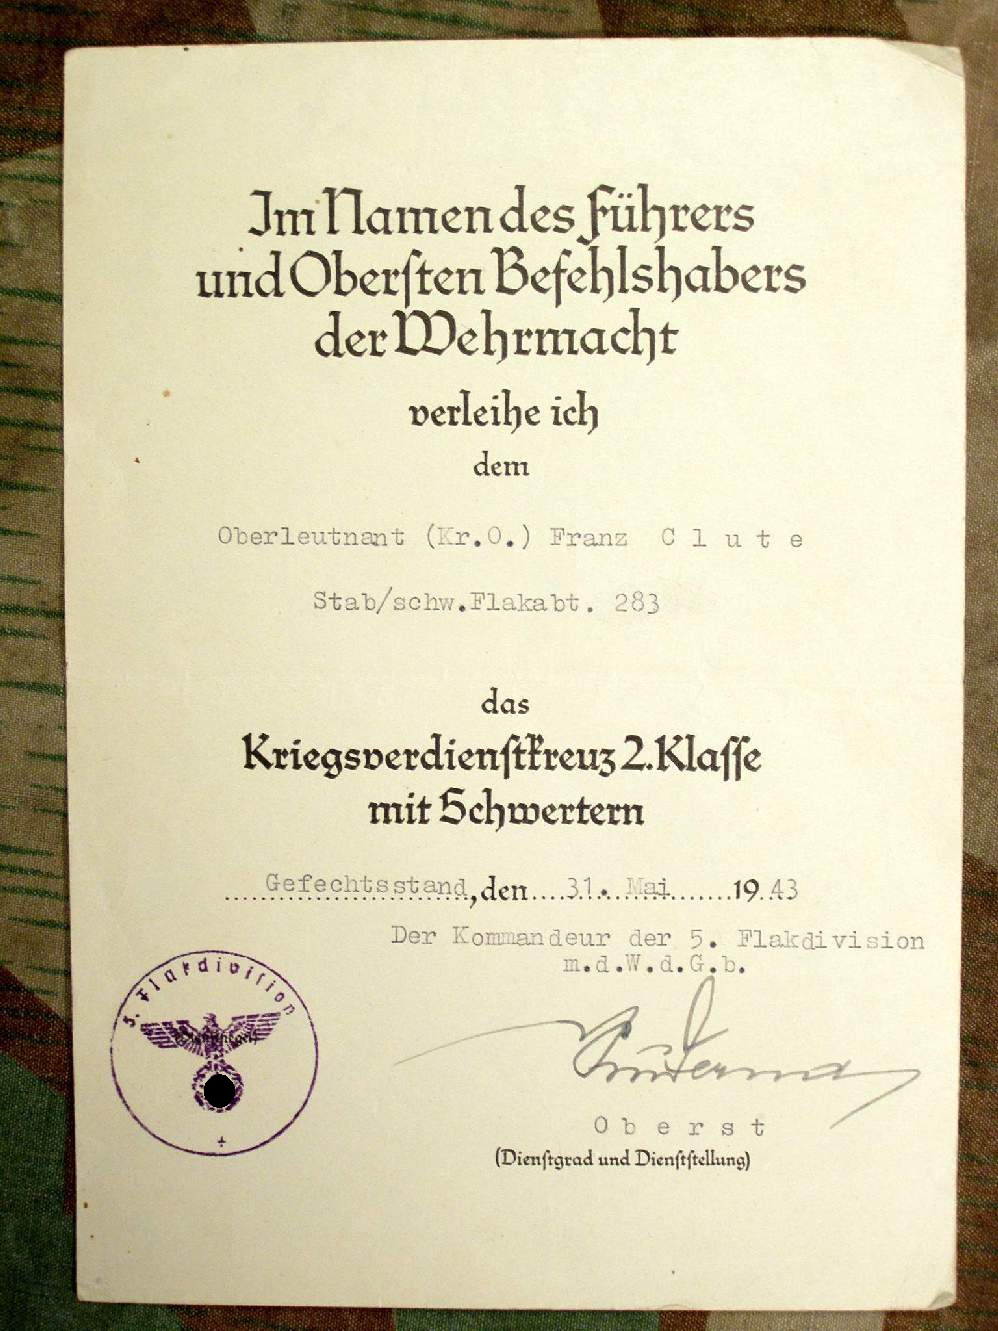 Im Namen des Führers
und Obersten Befehlshabers
der Wehrmacht
verleihe ich
dem
Oberleutnant (Kr.O.) Franz C l u t e
Stab/schw.Flakabt. 283
das
Kriegsverdienstkreuz 2. Klasse
mit Schwertern
Gefechtsstand, den 31. Mai 1943
Der Kommandeur der 5. Flakdivision
m.d.W.d.G.b.
5. Flakdivision
O b e r s t
(Dienstgrad und Dienststellung)